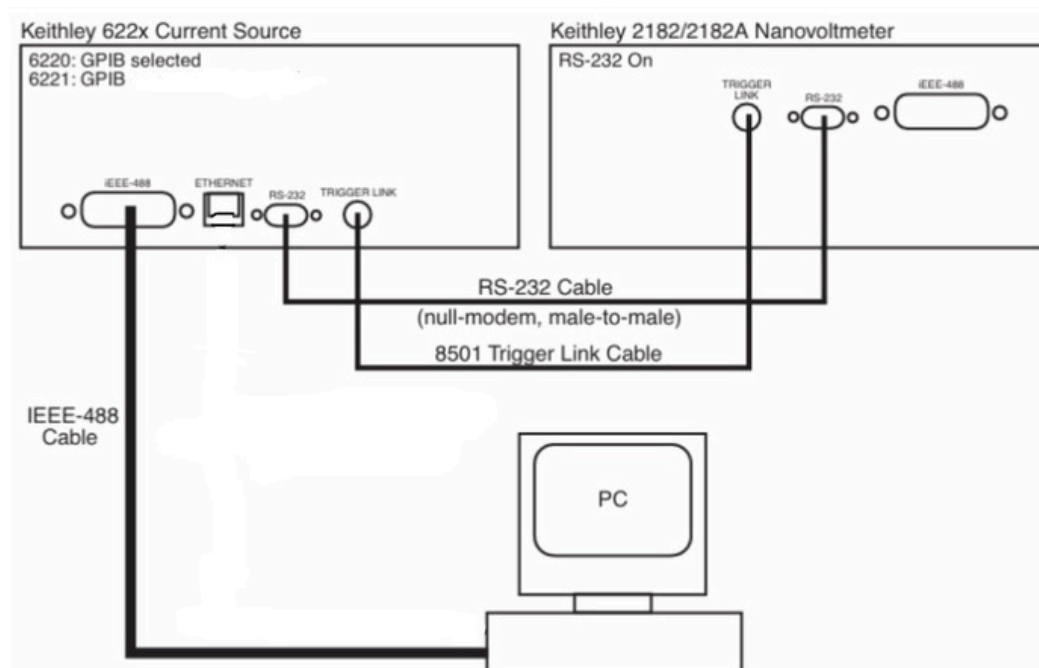 Keithley 622x Current Source
6220: GPIB selected
6221: GPIB
iEEE-488
ETHERNET
RS-232
TRIGGER LINK
Keithley 2182/2182A Nanovoltmeter
RS-232 On
TRIGGER
LINK
RS-232
iEEE-488
RS-232 Cable
(null-modem, male-to-male)
8501 Trigger Link Cable
IEEE-488
Cable
PC